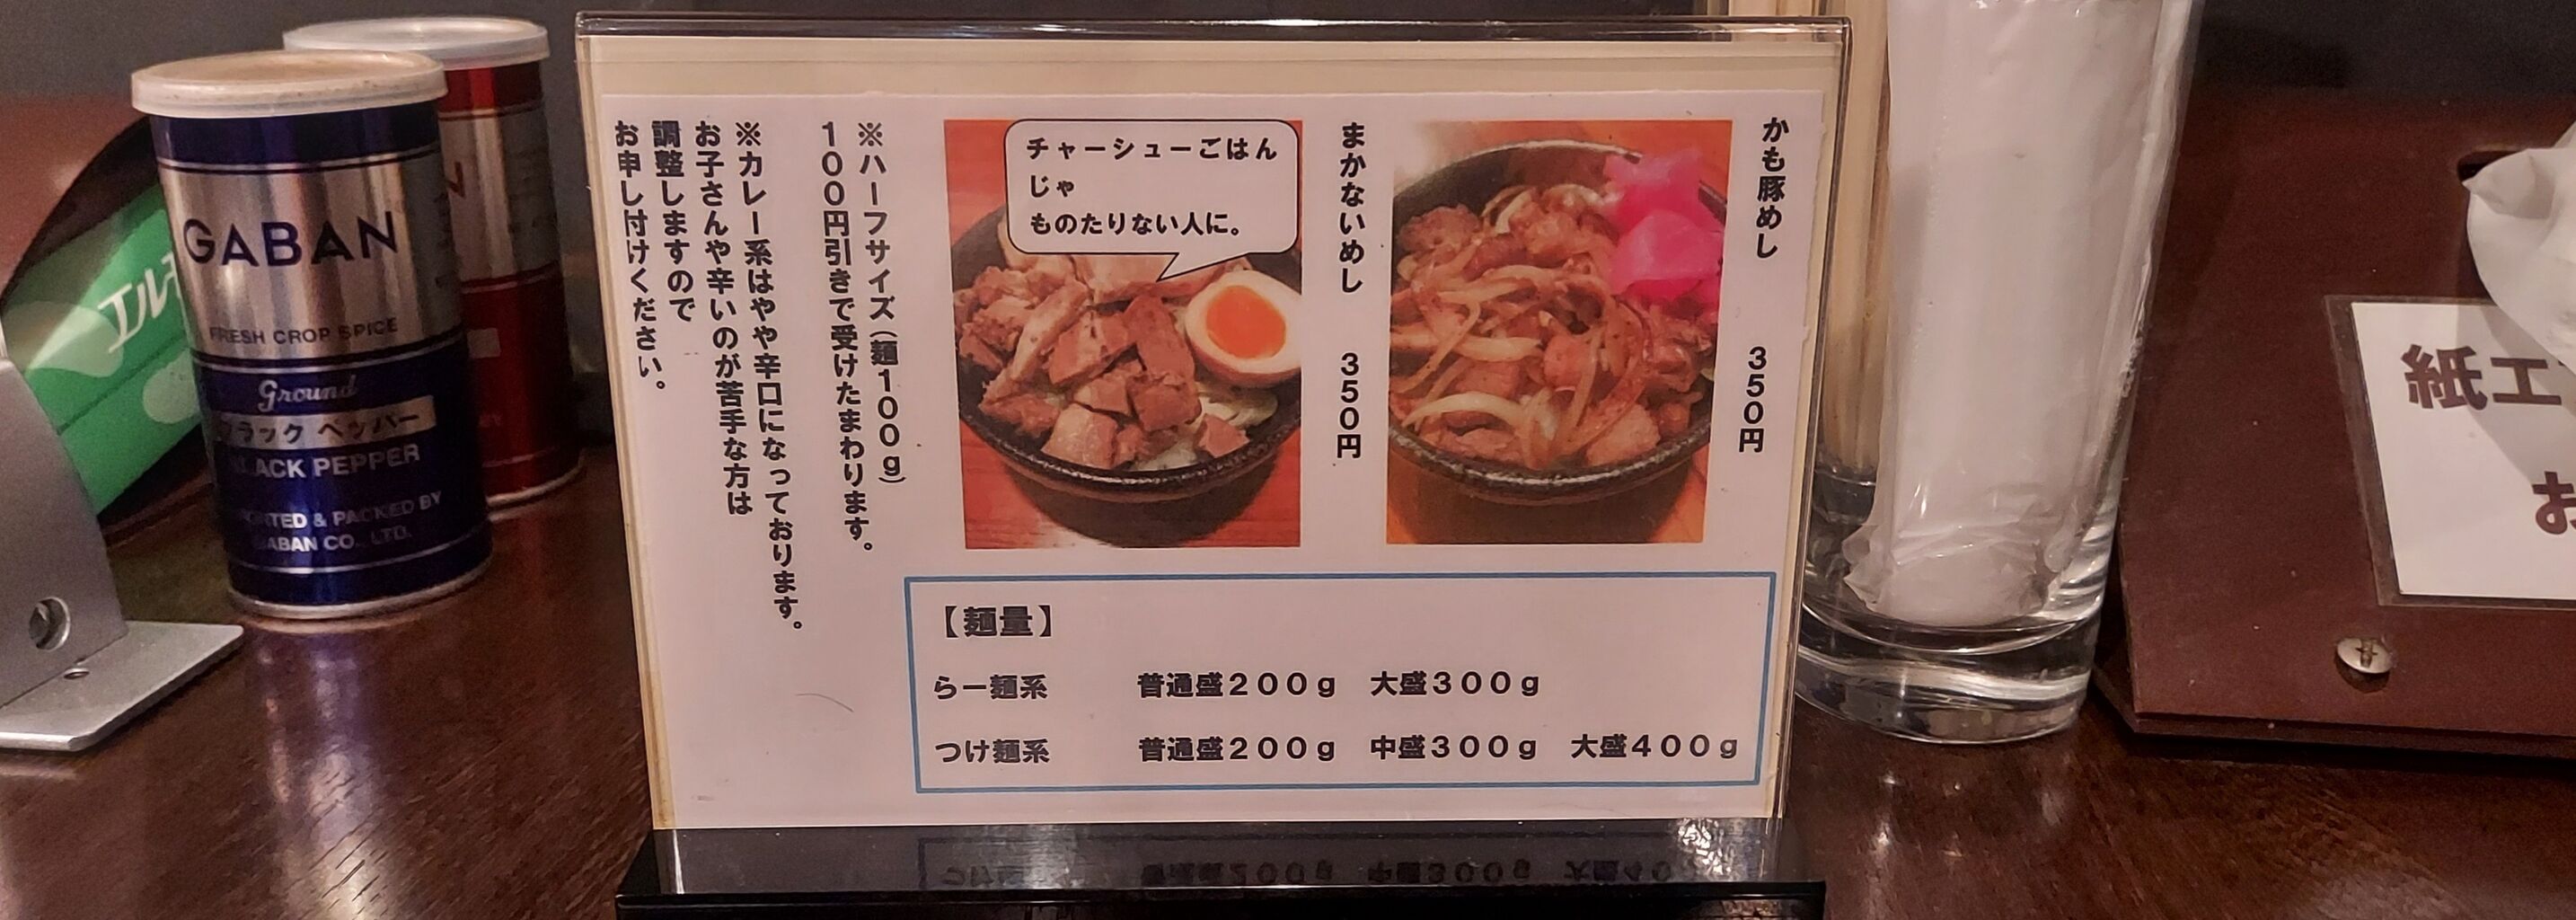 かも豚めし　350円
まかないめし　350円
チャーシューごはん
じゃ
ものたりない人に。
※ハーフサイズ(麺100g)
100円引きで受けたまわります。
※カレー系はやや辛口になっております。
お子さんや辛いのが苦手な方は
調整しますので
お申し付けください。
【麺量】
らー麺系　普通盛200g　大盛300g
つけ麺系　普通盛200g　中盛300g　大盛400g
GABAN
FRESH CROP SPICE
Ground
ブラック ペッパー
BLACK PEPPER
& PACKED BY
GABAN CO., LTD.
エル
紙エ
お